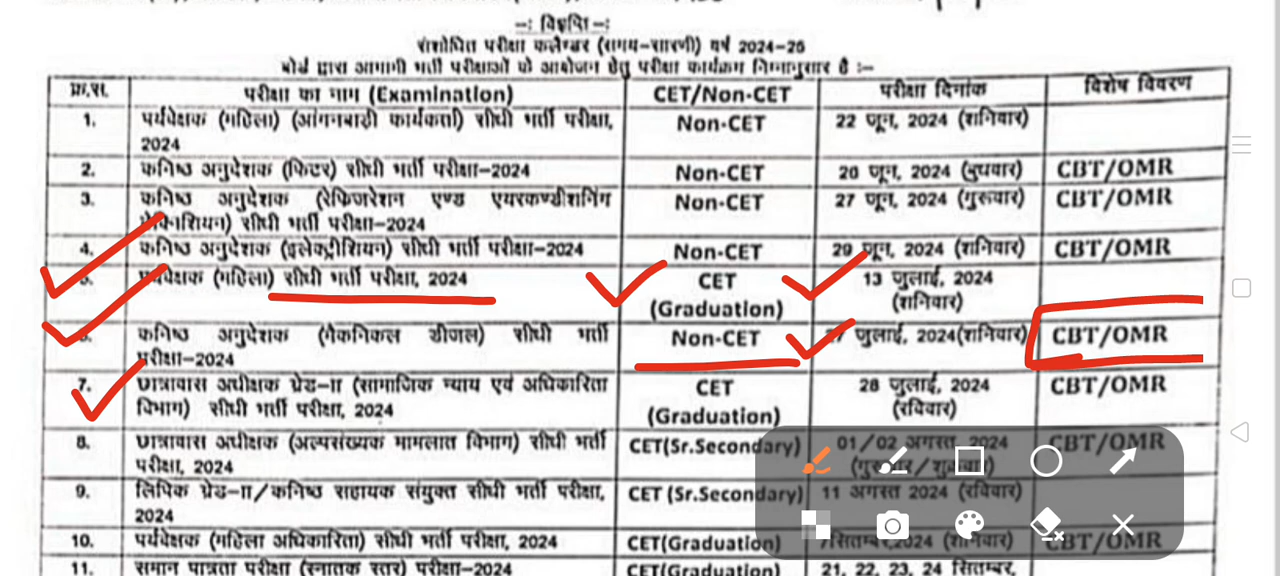 –: विज्ञप्ति –:
संशोधित परीक्षा कलैण्डर (समय–सारणी) वर्ष 2024–25
बोर्ड द्वारा आगामी भर्ती परीक्षाओं के आयोजन हेतु परीक्षा कार्यक्रम निम्नानुसार है :–
क्र.सं. परीक्षा का नाम (Examination) CET/Non-CET परीक्षा दिनांक विशेष विवरण
1. पर्यवेक्षक (महिला) (आंगनबाडी कार्यकर्ता) सीधी भर्ती परीक्षा, Non-CET 22 जून, 2024 (शनिवार)
2024
2. कनिष्ठ अनुदेशक (फिटर) सीधी भर्ती परीक्षा–2024 Non-CET जून, 2024 (बुधवार) CBT/OMR
3. कनिष्ठ अनुदेशक (रेफ्रिजरेशन एण्ड एयरकण्डीशनिंग Non-CET 27 जून, 2024 (गुरूवार) CBT/OMR
सीधी भर्ती परीक्षा–2024
4. कनिष्ठ अनुदेशक (इलेक्ट्रीशियन) सीधी भर्ती परीक्षा–2024 Non-CET 29 जून, 2024 (शनिवार) CBT/OMR
पर्यवेक्षक (महिला) सीधी भर्ती परीक्षा, 2024 CET 13 जुलाई, 2024
(Graduation) (शनिवार)
कनिष्ठ अनुदेशक (मैकनिकल डीजल) सीधी भर्ती Non-CET जुलाई, 2024(शनिवार) CBT/OMR
परीक्षा–2024
7. छात्रावास अधीक्षक ग्रेड–II (सामाजिक न्याय एवं अधिकारिता CET 28 जुलाई, 2024 CBT/OMR
विभाग) सीधी भर्ती परीक्षा, 2024 (Graduation) (रविवार)
8. छात्रावास अधीक्षक (अल्पसंख्यक मामलात विभाग) सीधी भर्ती CET(Sr.Secondary) 01/02 अगस्त, 2024 CBT/OMR
परीक्षा, 2024
9. लिपिक ग्रेड–II/कनिष्ठ सहायक संयुक्त सीधी भर्ती परीक्षा, CET (Sr.Secondary) 11 अगस्त 2024 (रविवार)
2024
10. पर्यवेक्षक (महिला अधिकारिता) सीधी भर्ती परीक्षा, 2024 CET(Graduation) 2024 (शनिवार) CBT/OMR
11. समान पात्रता परीक्षा (स्नातक स्तर) परीक्षा–2024 CET(Graduation) 21, 22, 23, 24 सितम्बर,